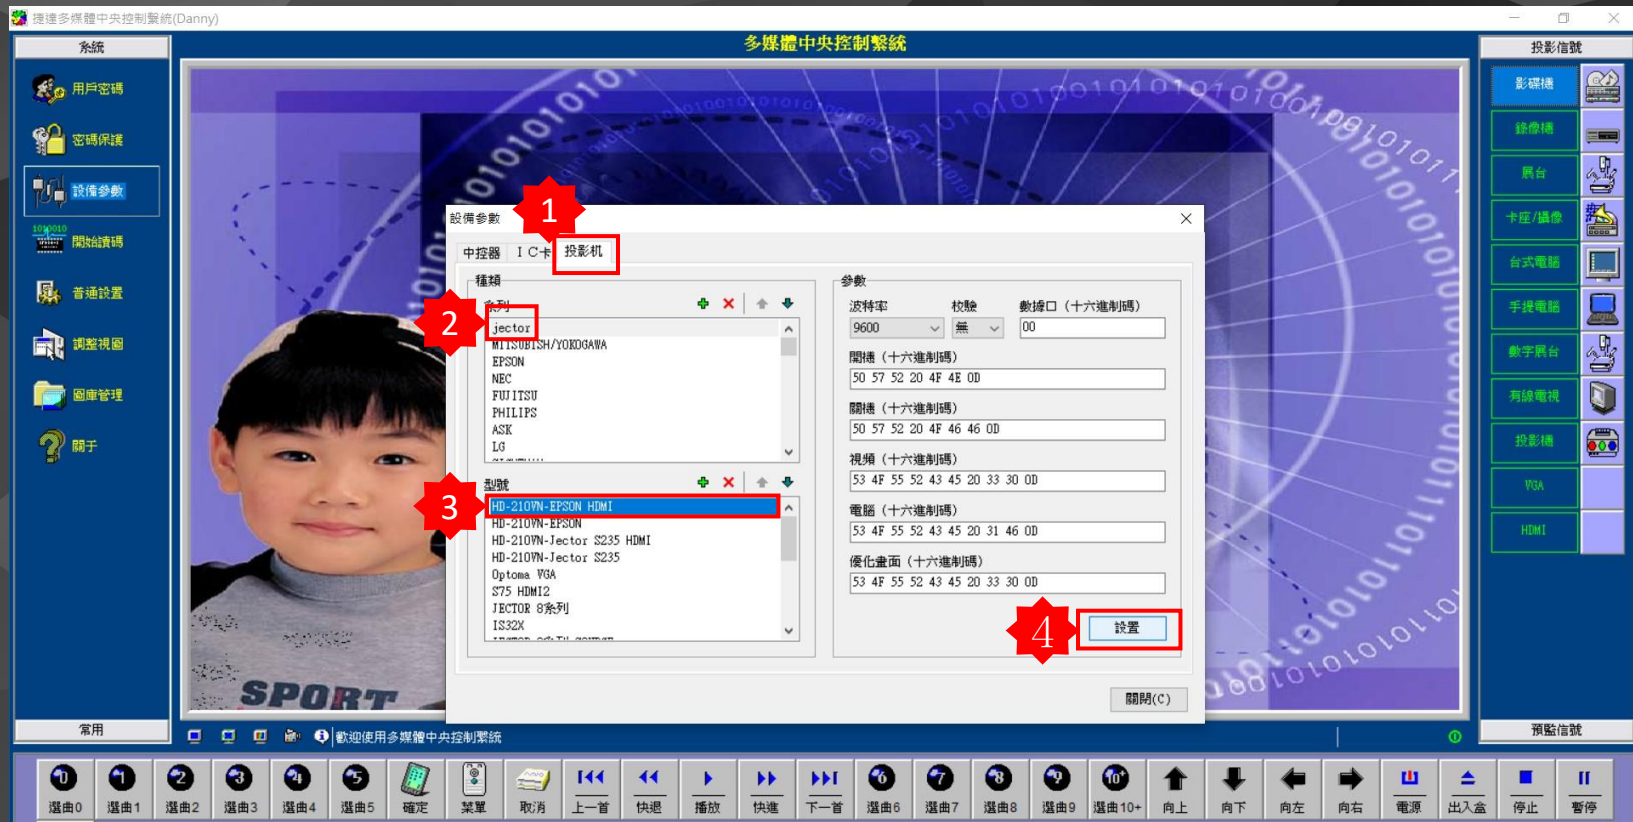 捷達多媒體中央控制繫統(Danny)
系統
多媒體中央控制繫統
投影信號
用戶密碼
密碼保護
設備參數
開始讀碼
普通設置
調整視圖
圖庫管理
關于
SPORT
設備參數
1
中控器
IC卡
投影机
種類
系列
2
jector
MITSUBISH/YOKOGAWA
EPSON
NEC
FUJITSU
PHILIPS
ASK
LG
型號
3
HD-210VN-EPSON HDMI
HD-210VN-EPSON
HD-210VN-Jector S235 HDMI
HD-210VN-Jector S235
Optoma VGA
S75 HDMI2
JECTOR 8系列
IS32X
參數
波特率 校驗 數據口（十六進制碼）
9600 無 00
開機（十六進制碼）
50 57 52 20 4F 4E 0D
關機（十六進制碼）
50 57 52 20 4F 46 46 0D
視頻（十六進制碼）
53 4F 55 52 43 45 20 33 30 0D
電腦（十六進制碼）
53 4F 55 52 43 45 20 31 46 0D
優化畫面（十六進制碼）
53 4F 55 52 43 45 20 33 30 0D
4
設置
關閉(C)
影碟機
錄像機
展台
卡座/攝像
台式電腦
手提電腦
數字展台
有線電視
投影機
VGA
HDMI
常用
歡迎使用多媒體中央控制繫統
預監信號
選曲0 選曲1 選曲2 選曲3 選曲4 選曲5 確定 菜單 取消 上一首 快退 播放 快進 下一首 選曲6 選曲7 選曲8 選曲9 選曲10+ 向上 向下 向左 向右 電源 出入盒 停止 暫停